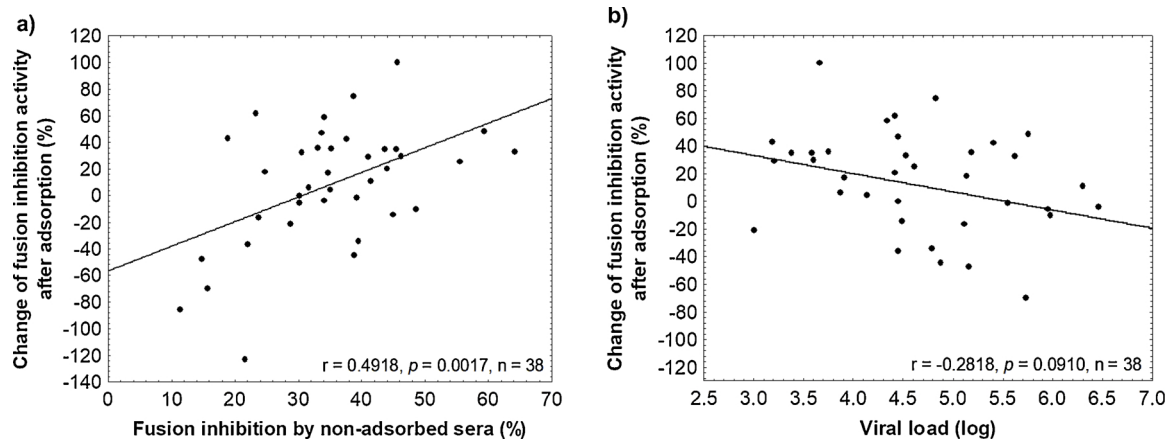 a)
Change of fusion inhibition activity
after adsorption (%)
120
100
80
60
40
20
0
-20
-40
-60
-80
-100
-120
-140
r = 0.4918, p = 0.0017, n = 38
0 10 20 30 40 50 60 70
Fusion inhibition by non-adsorbed sera (%)
b)
Change of fusion inhibition activity
after adsorption (%)
120
100
80
60
40
20
0
-20
-40
-60
-80
-100
-120
r = -0.2818, p = 0.0910, n = 38
2.5 3.0 3.5 4.0 4.5 5.0 5.5 6.0 6.5 7.0
Viral load (log)